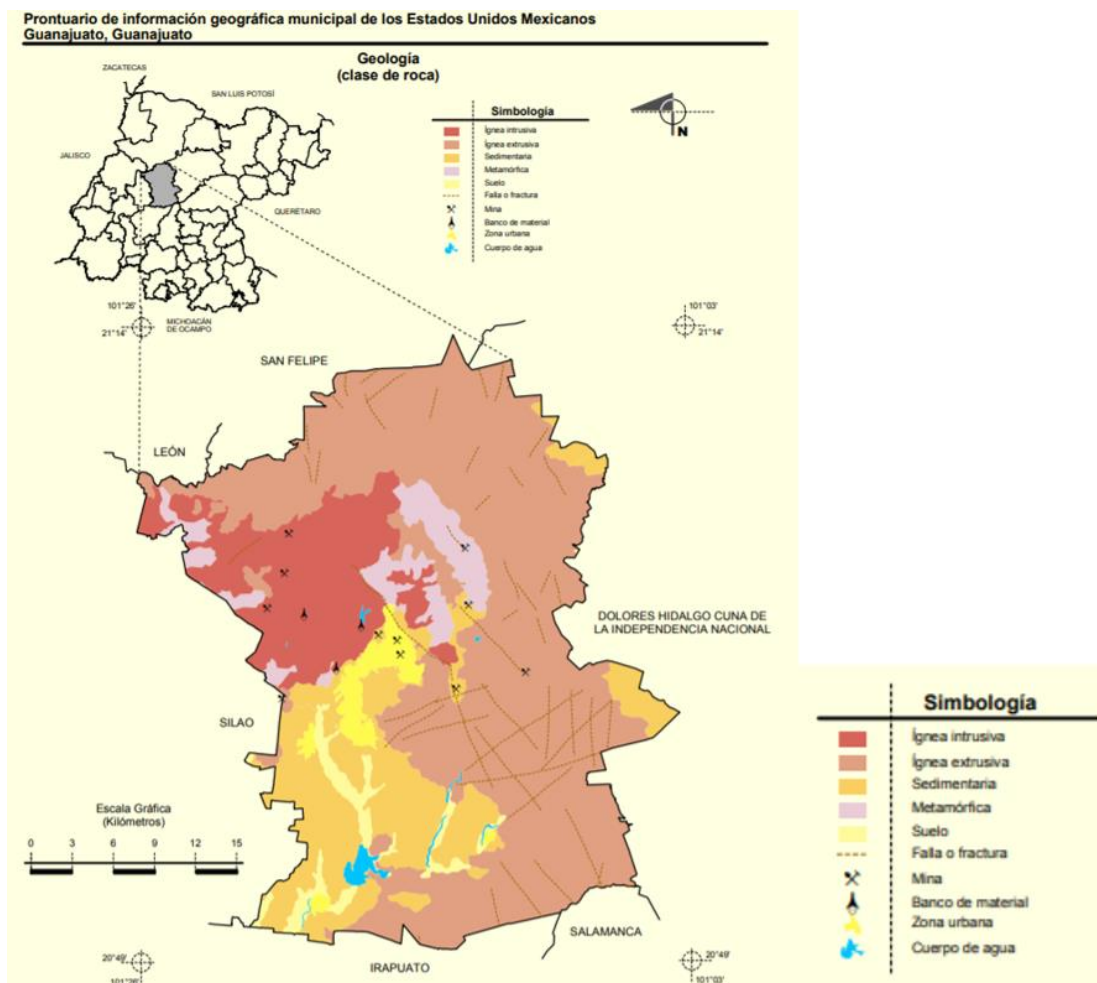 Prontuario de información geográfica municipal de los Estados Unidos Mexicanos
Guanajuato, Guanajuato
Geología
(clase de roca)
ZACATECAS
SAN LUIS POTOSÍ
JALISCO
QUERÉTARO
MICHOACÁN
DE OCAMPO
Simbología
Ígnea intrusiva
Ígnea extrusiva
Sedimentaria
Metamórfica
Suelo
Falla o fractura
Mina
Banco de material
Zona urbana
Cuerpo de agua
N
101°26'
21°14'
101°03'
21°14'
SAN FELIPE
LEÓN
DOLORES HIDALGO CUNA DE
LA INDEPENDENCIA NACIONAL
SILAO
Escala Gráfica
(Kilómetros)
0 3 6 9 12 15
SALAMANCA
IRAPUATO
20°49'
101°26'
20°49'
101°03'
Simbología
Ígnea intrusiva
Ígnea extrusiva
Sedimentaria
Metamórfica
Suelo
Falla o fractura
Mina
Banco de material
Zona urbana
Cuerpo de agua